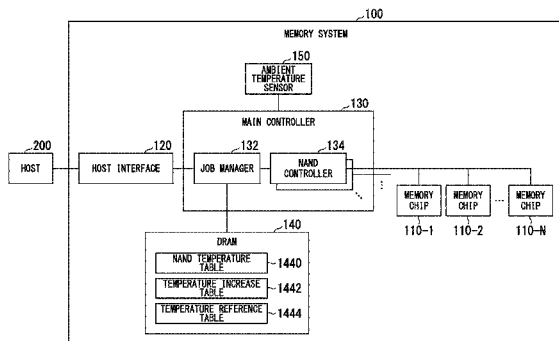 100
MEMORY SYSTEM
150
AMBIENT
TEMPERATURE
SENSOR
130
MAIN CONTROLLER
200
HOST
120
HOST INTERFACE
132
JOB MANAGER
134
NAND
CONTROLLER
MEMORY
CHIP
110-1
MEMORY
CHIP
110-2
...
MEMORY
CHIP
110-N
140
DRAM
NAND TEMPERATURE
TABLE
1440
TEMPERATURE INCREASE
TABLE
1442
TEMPERATURE REFERENCE
TABLE
1444